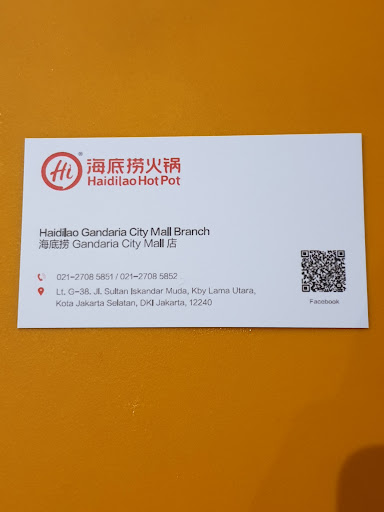 Hi
®
海底捞火锅
Haidilao Hot Pot
Haidilao Gandaria City Mall Branch
海底捞 Gandaria City Mall 店
021-2708 5851 / 021-2708 5852
Lt. G-38. Jl. Sultan Iskandar Muda, Kby Lama Utara,
Kota Jakarta Selatan, DKI Jakarta, 12240
Facebook